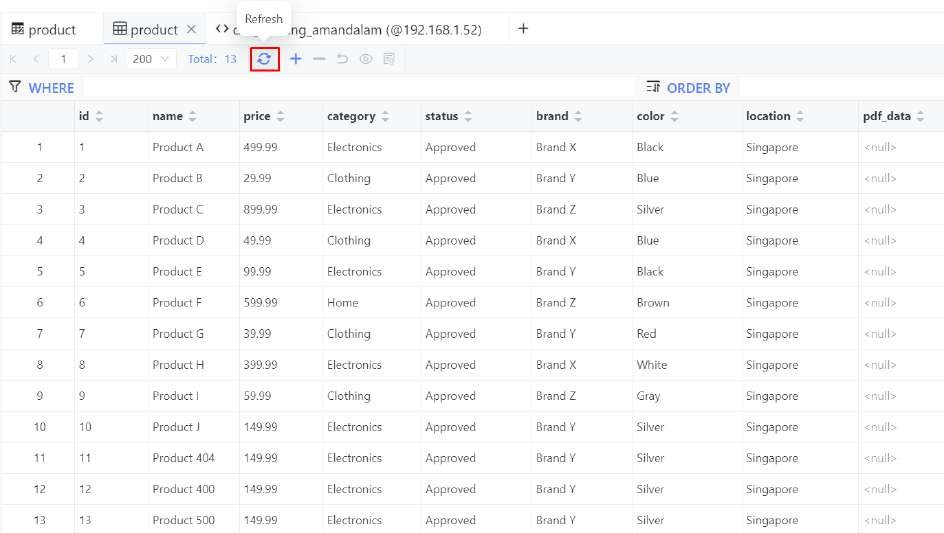 Refresh
product product ng_amandalam (@192.168.1.52)
1 200 Total: 13
WHERE ORDER BY
id name price category status brand color location pdf_data
1 1 Product A 499.99 Electronics Approved Brand X Black Singapore <null>
2 2 Product B 29.99 Clothing Approved Brand Y Blue Singapore <null>
3 3 Product C 899.99 Electronics Approved Brand Z Silver Singapore <null>
4 4 Product D 49.99 Clothing Approved Brand X Blue Singapore <null>
5 5 Product E 99.99 Electronics Approved Brand Y Black Singapore <null>
6 6 Product F 599.99 Home Approved Brand Z Brown Singapore <null>
7 7 Product G 39.99 Clothing Approved Brand Y Red Singapore <null>
8 8 Product H 399.99 Electronics Approved Brand X White Singapore <null>
9 9 Product I 59.99 Clothing Approved Brand Z Gray Singapore <null>
10 10 Product J 149.99 Electronics Approved Brand Y Silver Singapore <null>
11 11 Product 404 149.99 Electronics Approved Brand Y Silver Singapore <null>
12 12 Product 400 149.99 Electronics Approved Brand Y Silver Singapore <null>
13 13 Product 500 149.99 Electronics Approved Brand Y Silver Singapore <null>